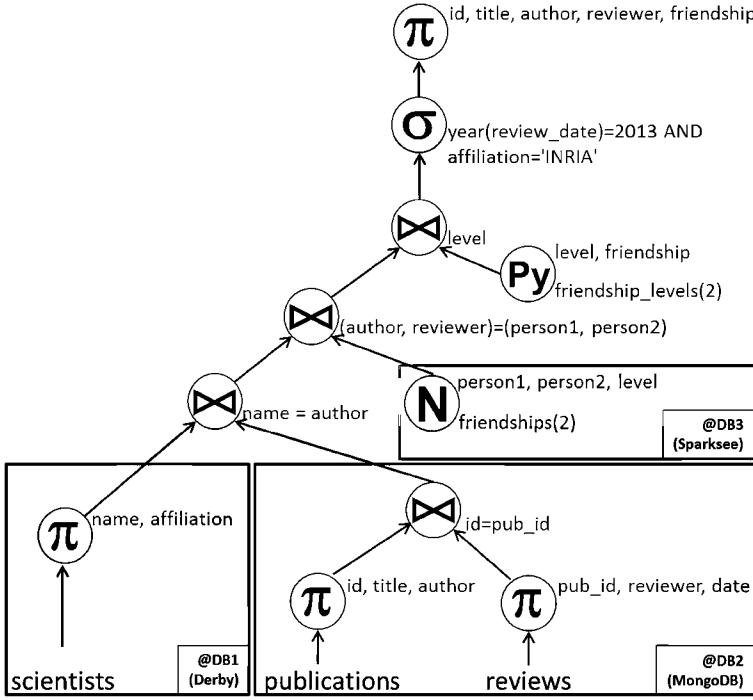 π
id, title, author, reviewer, friendship
σ
year(review_date)=2013 AND
affiliation='INRIA'
⋈
level
Py
level, friendship
friendship_levels(2)
⋈
(author, reviewer)=(person1, person2)
⋈
name = author
N
person1, person2, level
friendships(2)
@DB3
(Sparksee)
π
name, affiliation
⋈
id=pub_id
π
id, title, author
π
pub_id, reviewer, date
scientists
@DB1
(Derby)
publications
reviews
@DB2
(MongoDB)